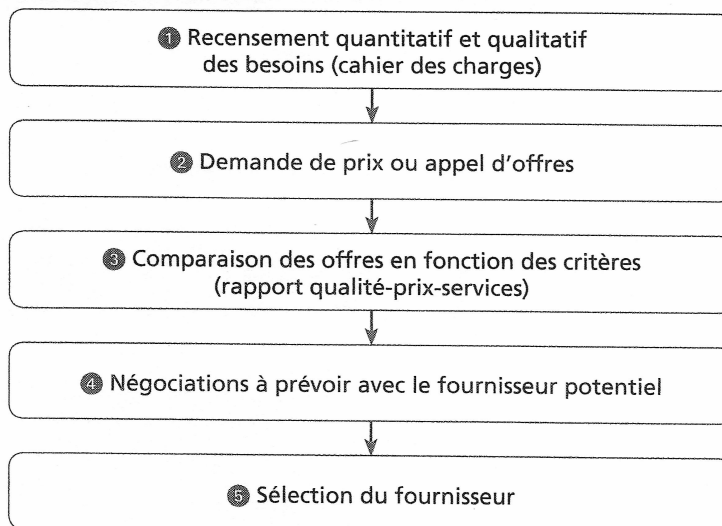 ❶ Recensement quantitatif et qualitatif
des besoins (cahier des charges)
❷ Demande de prix ou appel d'offres
❸ Comparaison des offres en fonction des critères
(rapport qualité-prix-services)
❹ Négociations à prévoir avec le fournisseur potentiel
❺ Sélection du fournisseur